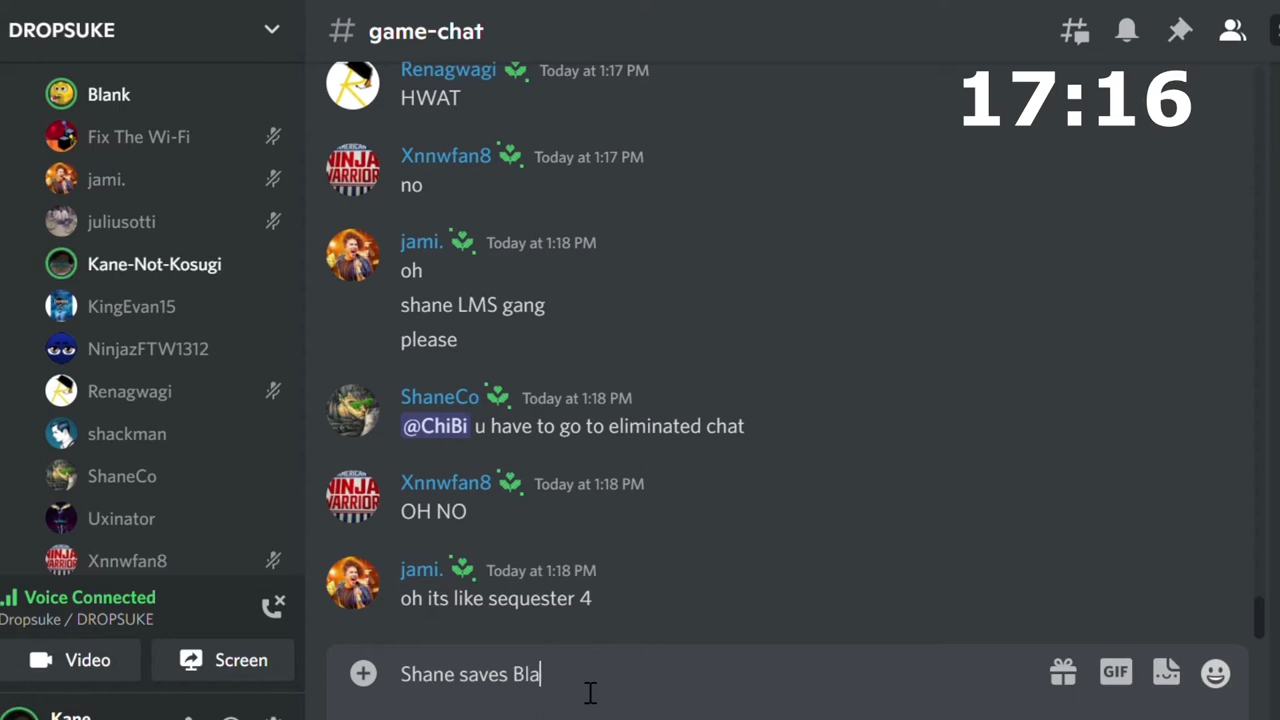 DROPSUKE
Blank
Fix The Wi-Fi
jami.
juliusotti
Kane-Not-Kosugi
KingEvan15
NinjazFTW1312
Renagwagi
shackman
ShaneCo
Uxinator
Xnnwfan8
Voice Connected
Dropsuke / DROPSUKE
Video
Screen
Kane
# game-chat
17:16
Renagwagi Today at 1:17 PM
HWAT
Xnnwfan8 Today at 1:17 PM
no
jami. Today at 1:18 PM
oh
shane LMS gang
please
ShaneCo Today at 1:18 PM
@ChiBi u have to go to eliminated chat
Xnnwfan8 Today at 1:18 PM
OH NO
jami. Today at 1:18 PM
oh its like sequester 4
Shane saves Bla
GIF
NINJA
WARRIOR
NINJA
WARRIOR